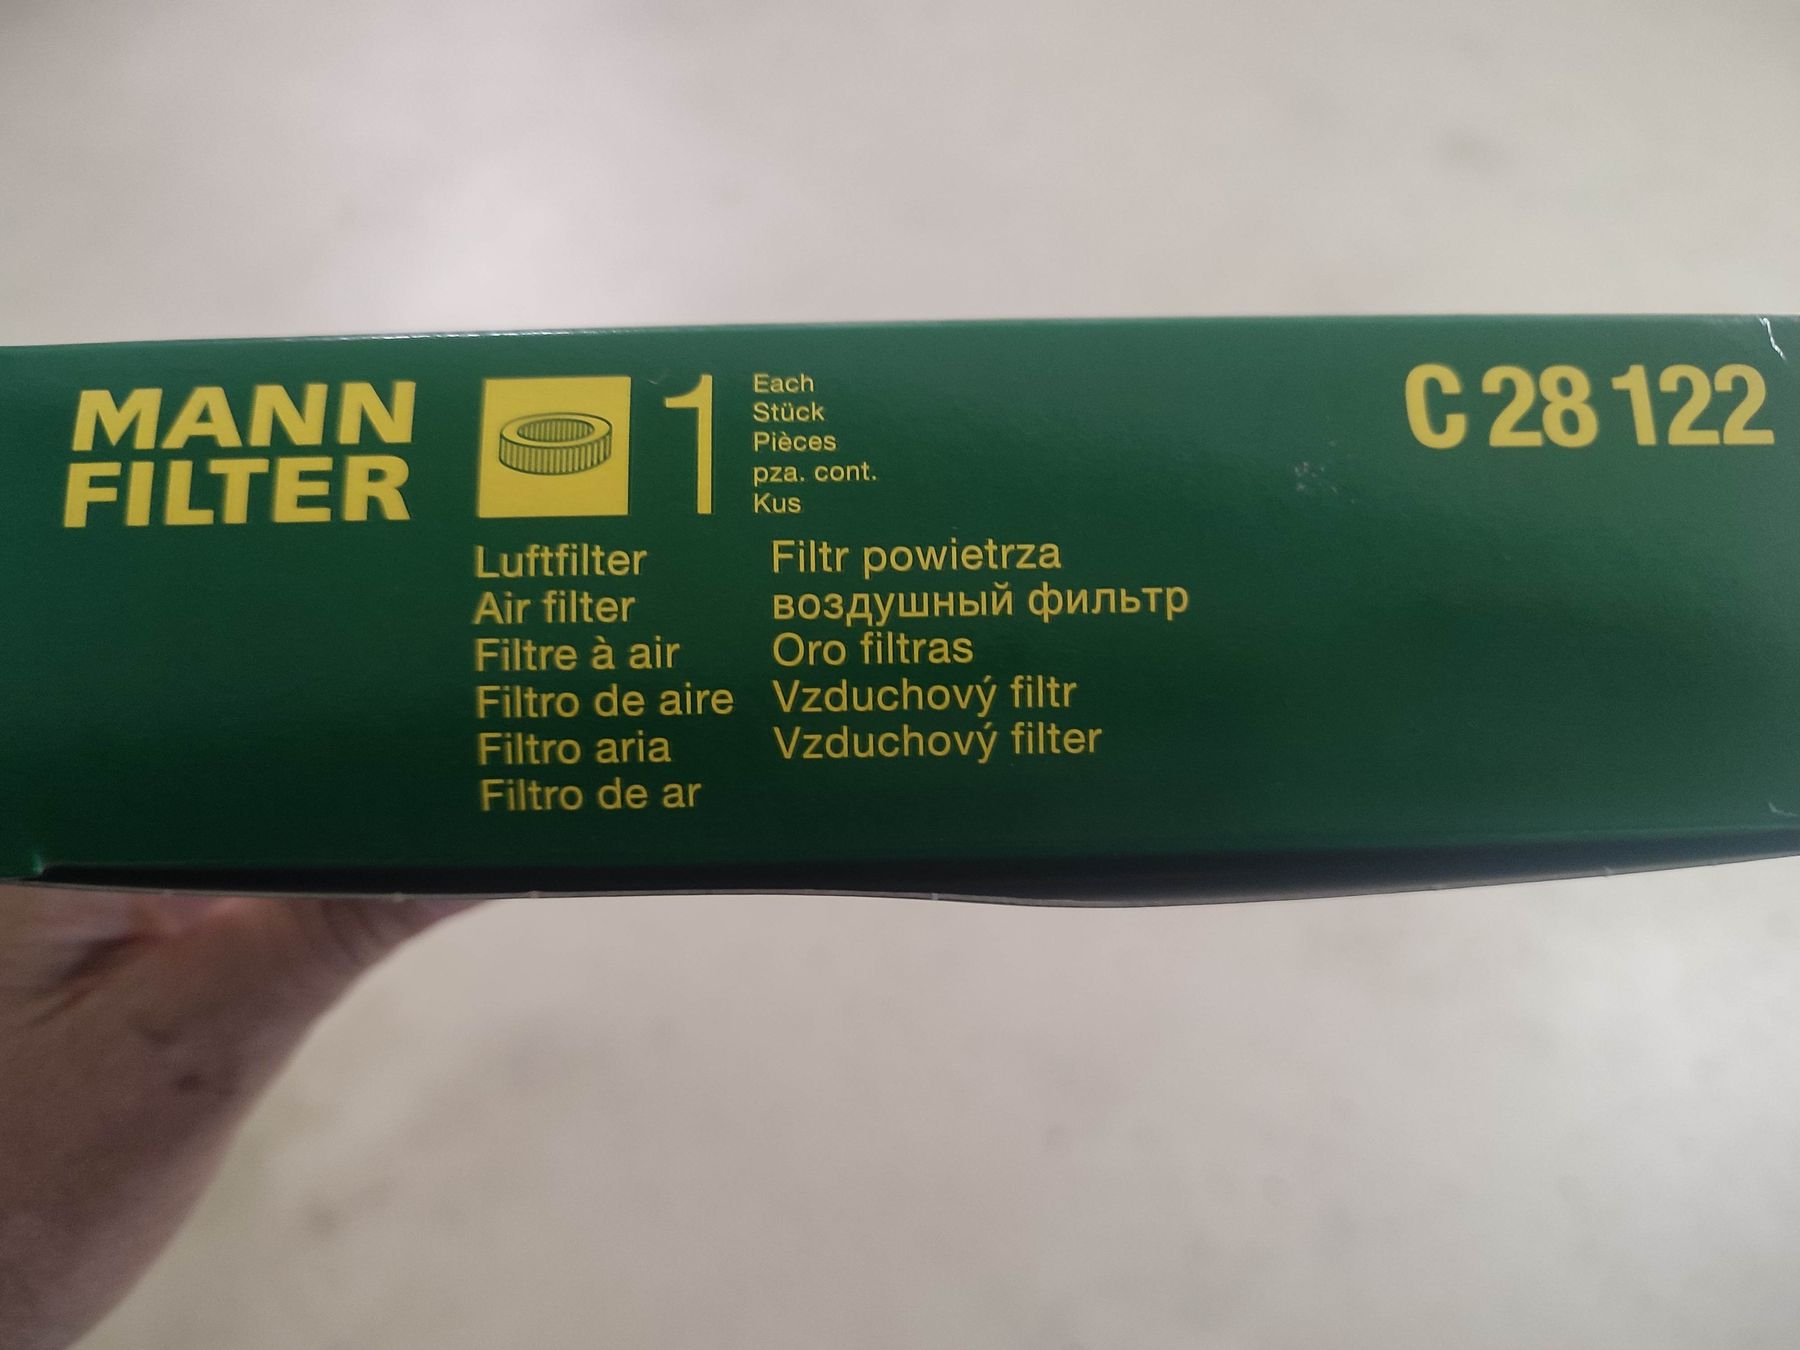 MANN
FILTER
1
Each
Stück
Pièces
pza. cont.
Kus
C 28 122
Luftfilter
Air filter
Filtre à air
Filtro de aire
Filtro aria
Filtro de ar
Filtr powietrza
воздушный фильтр
Oro filtras
Vzduchový filtr
Vzduchový filter